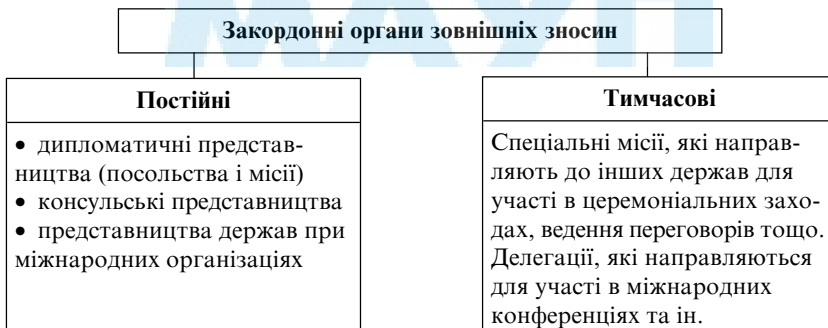 МАУП
Закордонні органи зовнішніх зносин
Постійні
• дипломатичні представ-
ництва (посольства і місії)
• консульські представництва
• представництва держав при
міжнародних організаціях
Тимчасові
Спеціальні місії, які направ-
ляють до інших держав для
участі в церемоніальних захо-
дах, ведення переговорів тощо.
Делегації, які направляються
для участі в міжнародних
конференціях та ін.